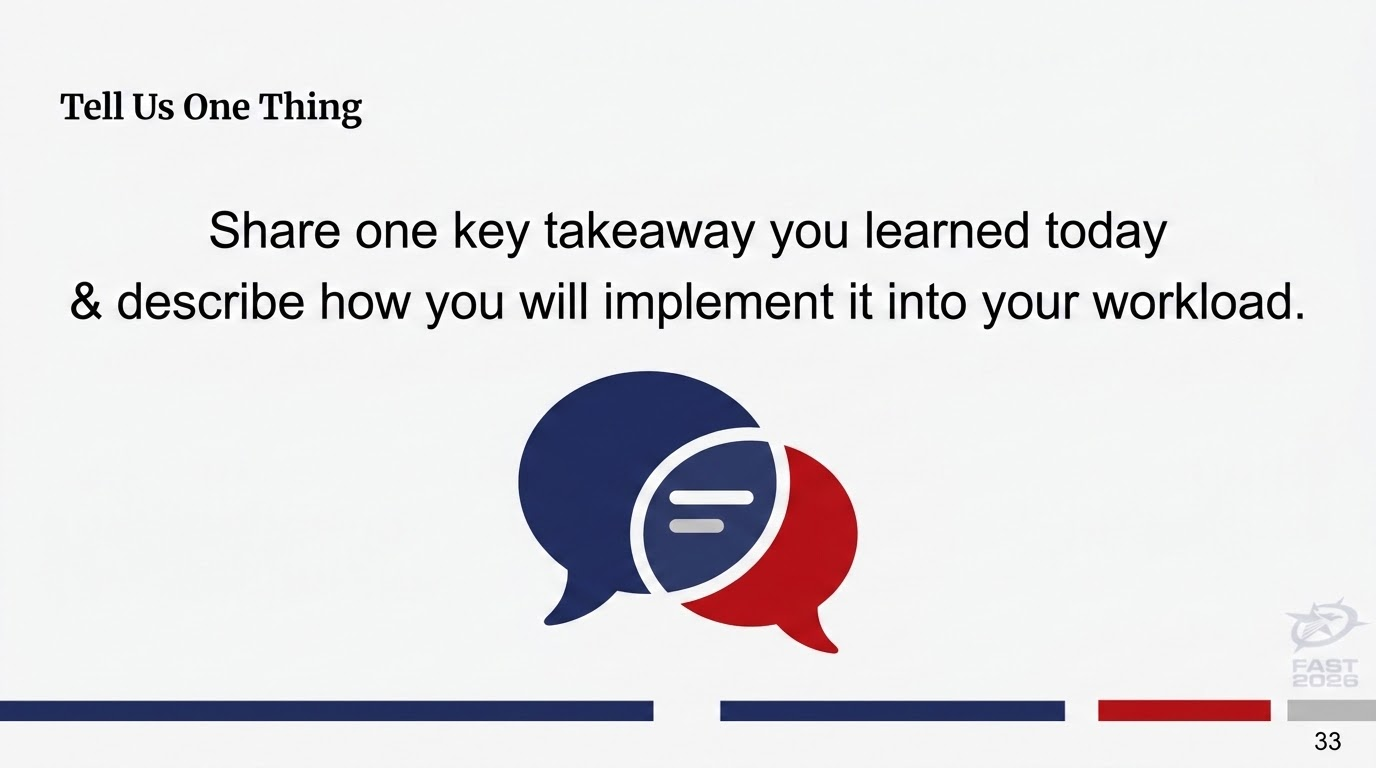 Tell Us One Thing
Share one key takeaway you learned today
& describe how you will implement it into your workload.
FAST
2026
33